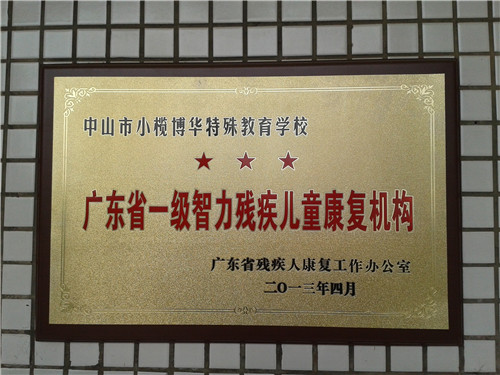 中山市小榄博华特殊教育学校
★ ★ ★
广东省一级智力残疾儿童康复机构
广东省残疾人康复工作办公室
二〇一三年四月